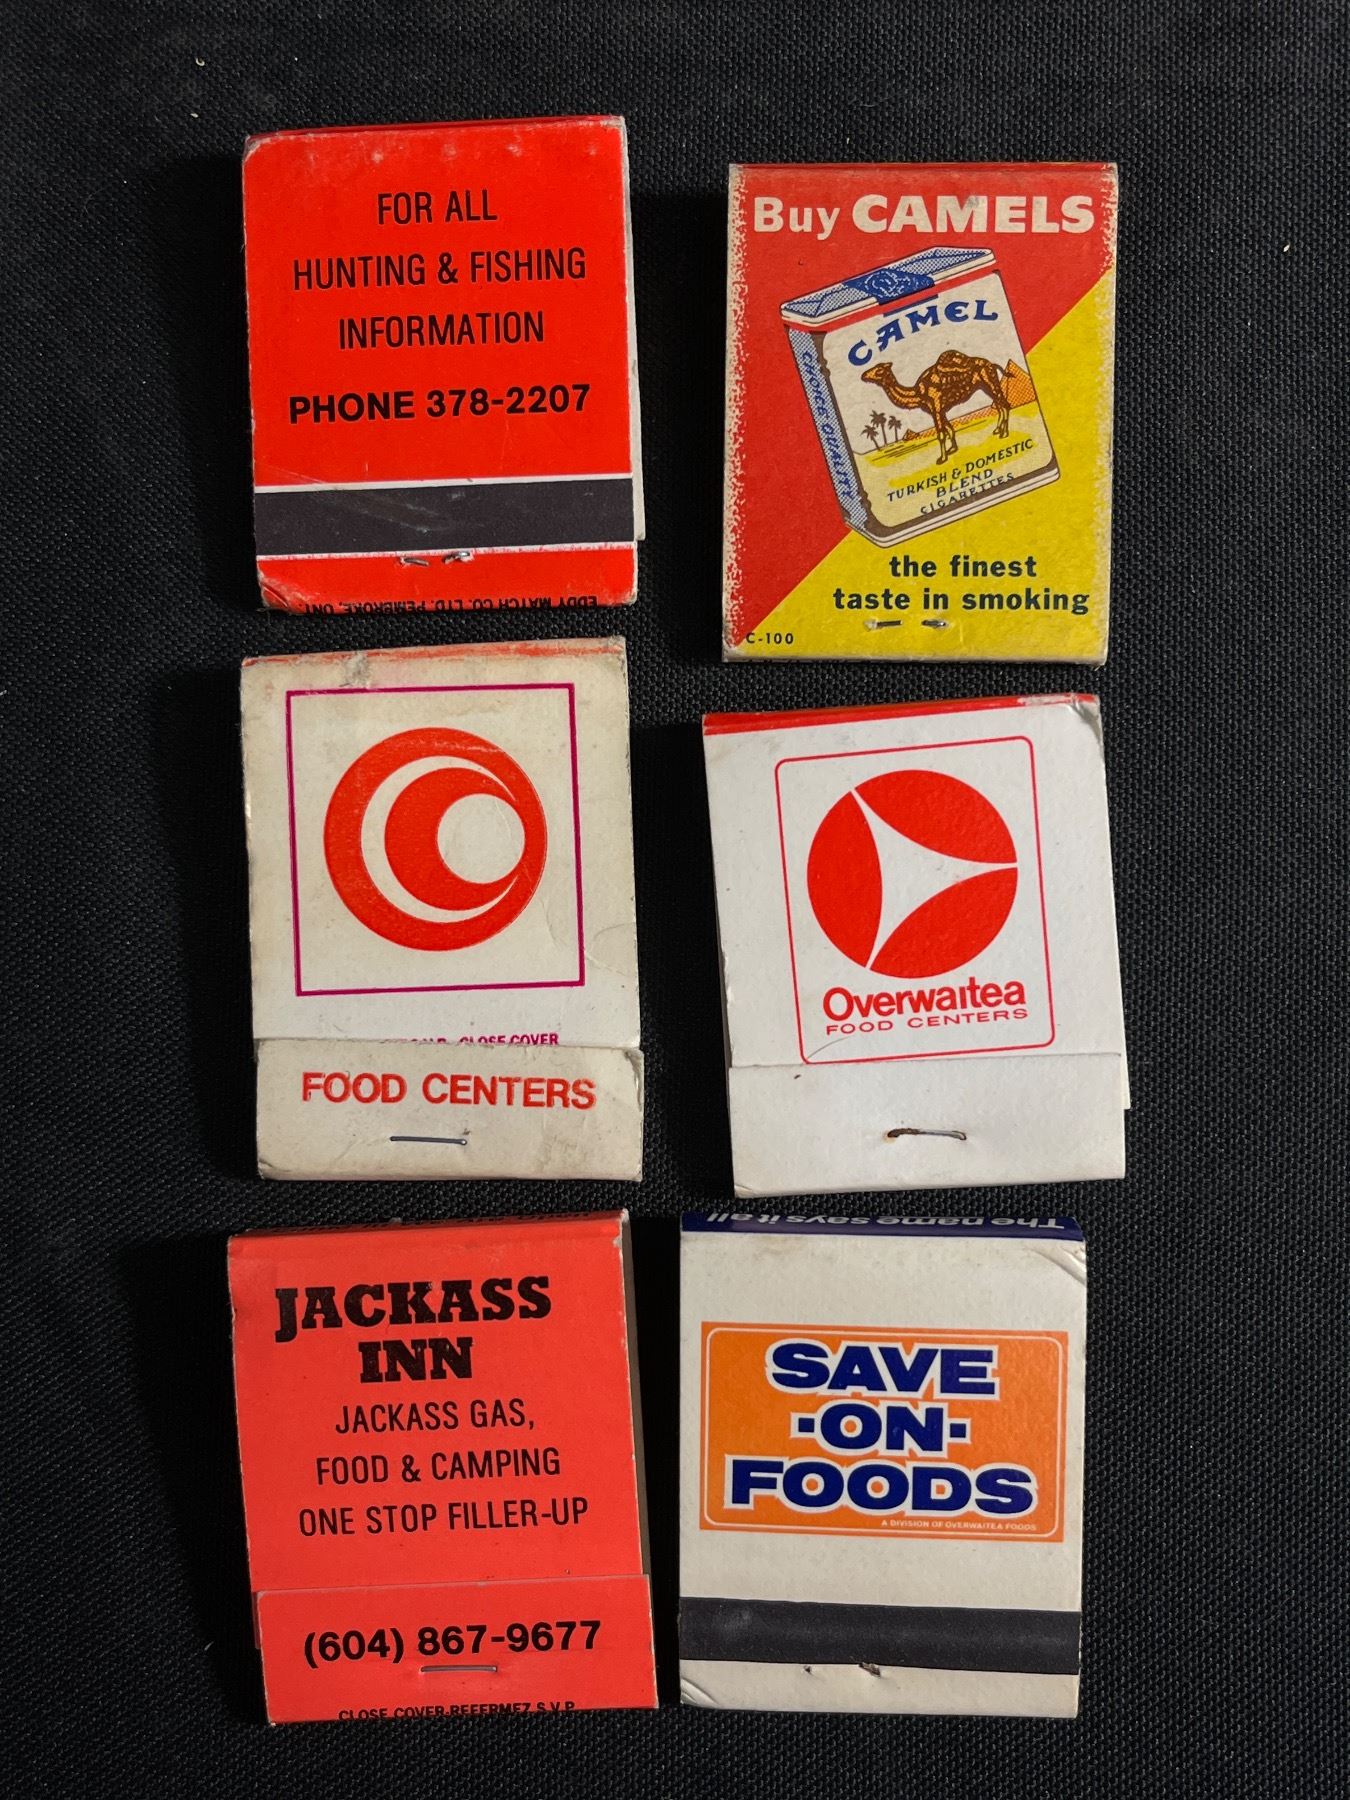 FOR ALL
HUNTING & FISHING
INFORMATION
PHONE 378-2207
EDDY MATCH CO. LTD. PEMBROKE, ONT.
Buy CAMELS
CAMEL
CHOICE QUALITY
TURKISH & DOMESTIC
BLEND
CIGARETTES
the finest
taste in smoking
C-100
CLOSE COVER
FOOD CENTERS
Overwaitea
FOOD CENTERS
JACKASS
INN
JACKASS GAS,
FOOD & CAMPING
ONE STOP FILLER-UP
(604) 867-9677
CLOSE COVER-REFERMEZ S.V.P.
The name says it all
SAVE
·ON·
FOODS
A DIVISION OF OVERWAITEA FOODS